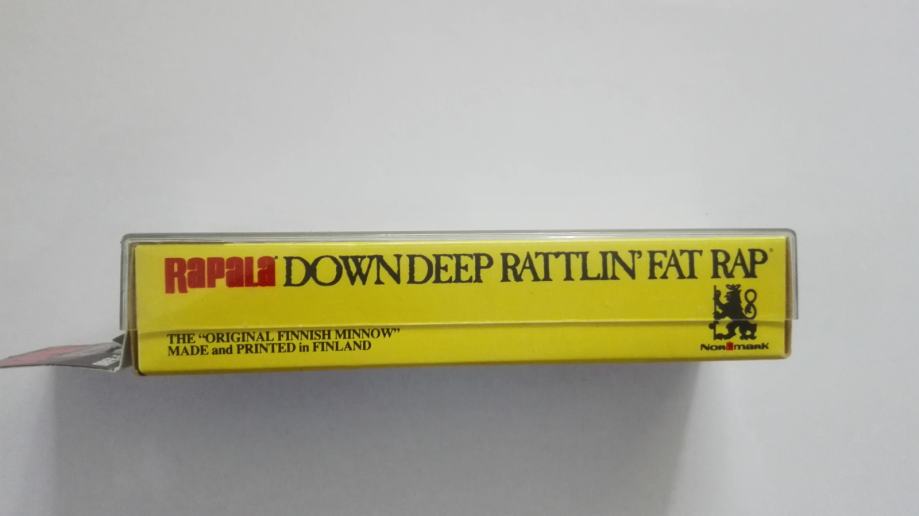 Rapala® DOWN DEEP RATTLIN' FAT RAP®
THE "ORIGINAL FINNISH MINNOW"
MADE and PRINTED in FINLAND
Normark